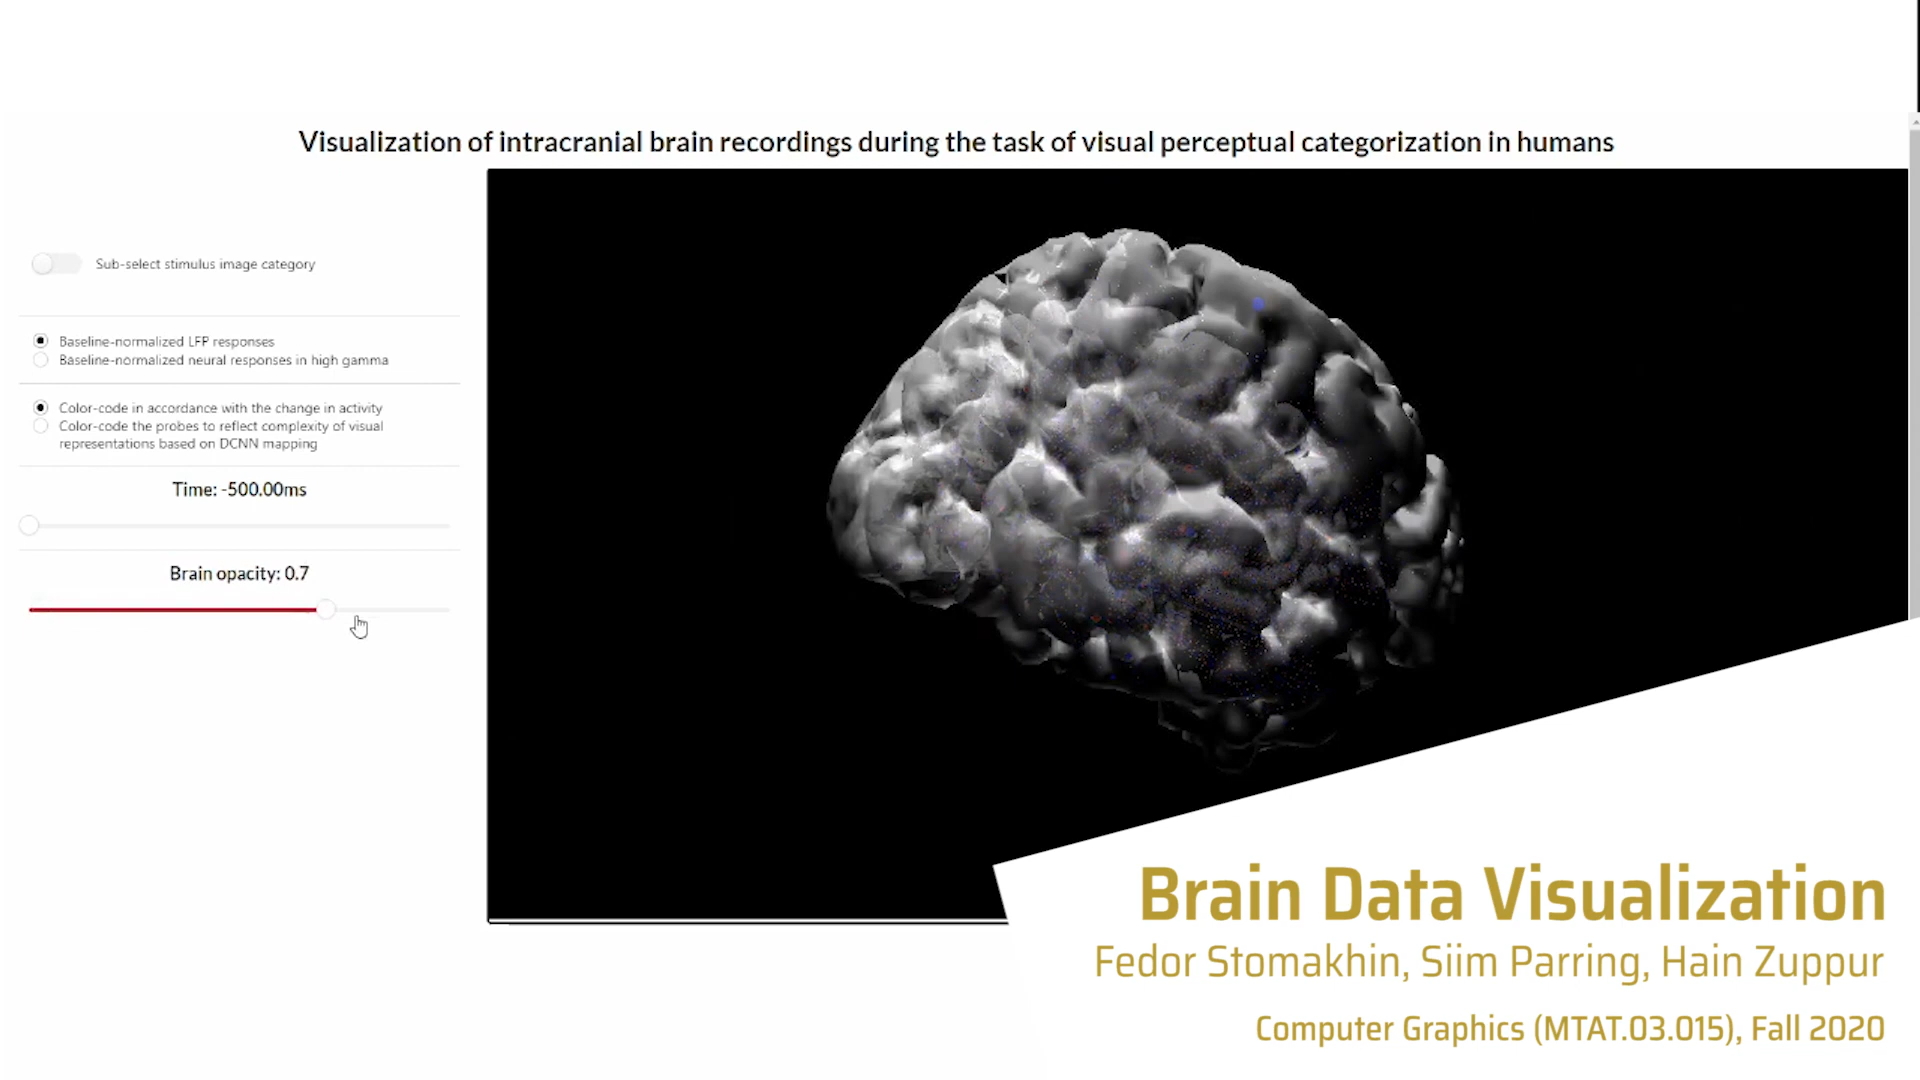 Visualization of intracranial brain recordings during the task of visual perceptual categorization in humans
Sub-select stimulus image category
Baseline-normalized LFP responses
Baseline-normalized neural responses in high gamma
Color-code in accordance with the change in activity
Color-code the probes to reflect complexity of visual
representations based on DCNN mapping
Time: -500.00ms
Brain opacity: 0.7
Brain Data Visualization
Fedor Stomakhin, Siim Parring, Hain Zuppur
Computer Graphics (MTAT.03.015), Fall 2020